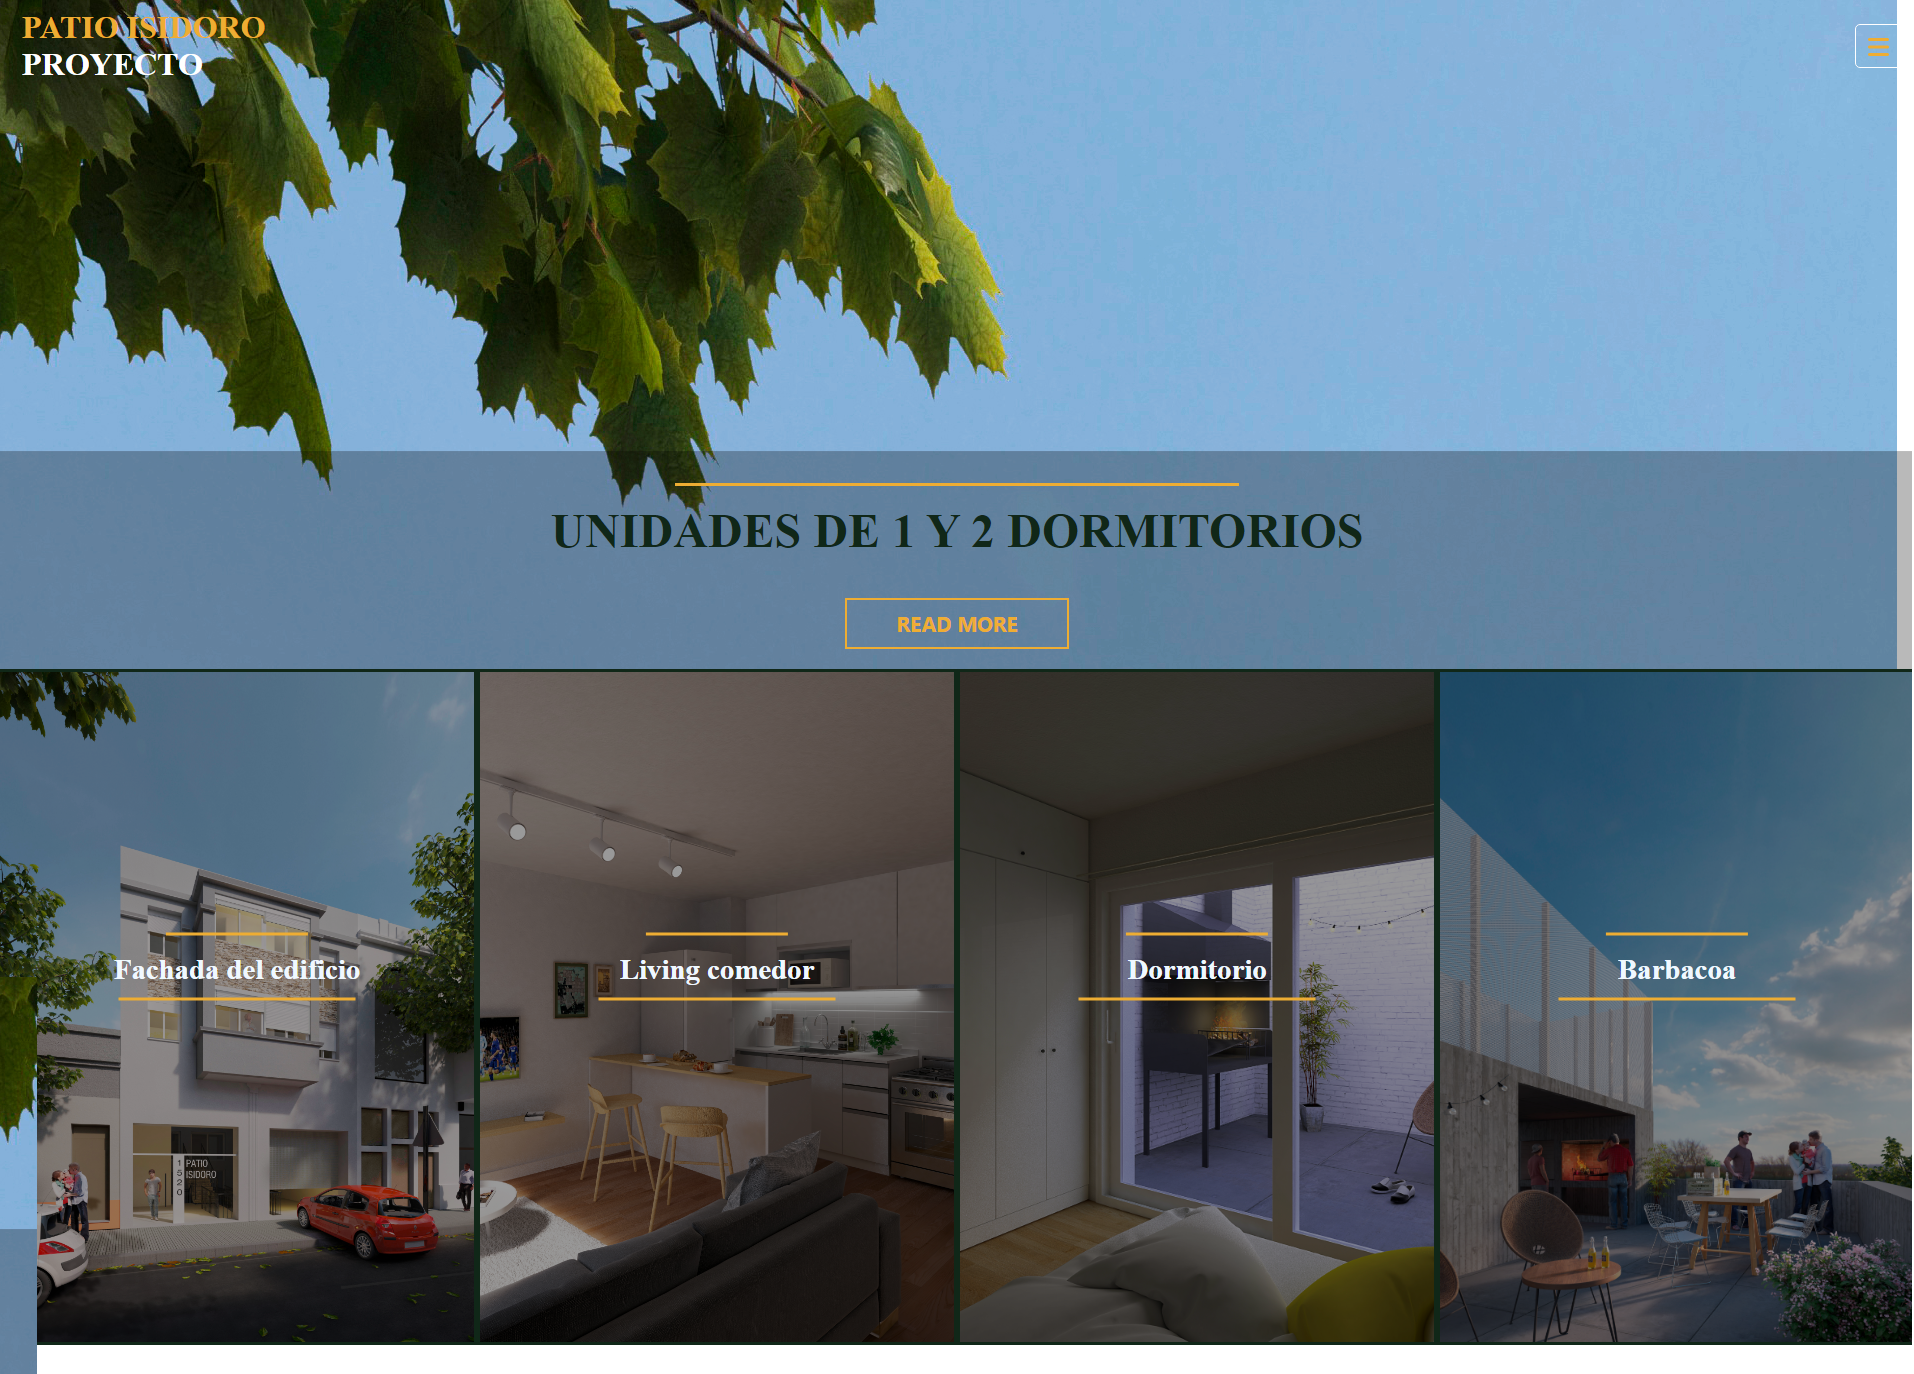 PATIO ISIDORO
PROYECTO
UNIDADES DE 1 Y 2 DORMITORIOS
READ MORE
Fachada del edificio
Living comedor
Dormitorio
Barbacoa
1520
PATIO
ISIDORO